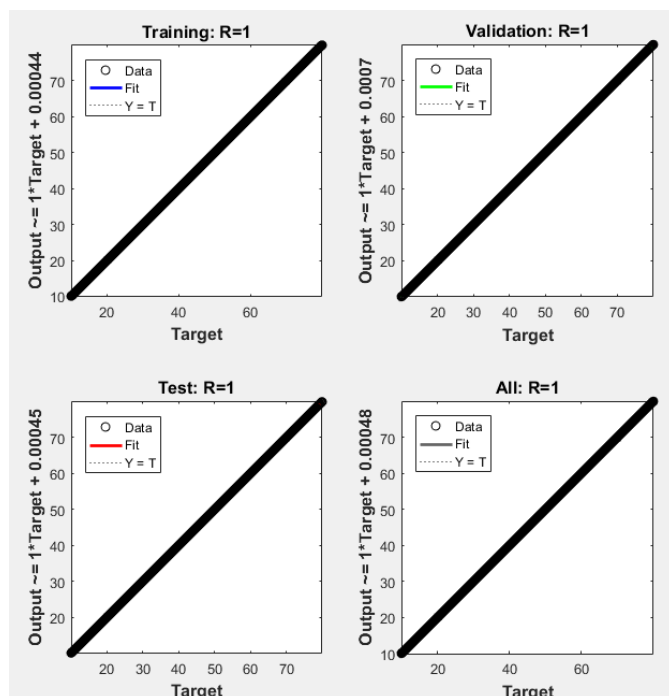 Training: R=1
Output ~= 1*Target + 0.00044
Data
Fit
Y = T
70
60
50
40
30
20
10
20
40
60
Target
Validation: R=1
Output ~= 1*Target + 0.0007
Data
Fit
Y = T
70
60
50
40
30
20
20
30
40
50
60
70
Target
Test: R=1
Output ~= 1*Target + 0.00045
Data
Fit
Y = T
70
60
50
40
30
20
10
20
30
40
50
60
70
Target
All: R=1
Output ~= 1*Target + 0.00048
Data
Fit
Y = T
70
60
50
40
30
20
10
20
40
60
Target